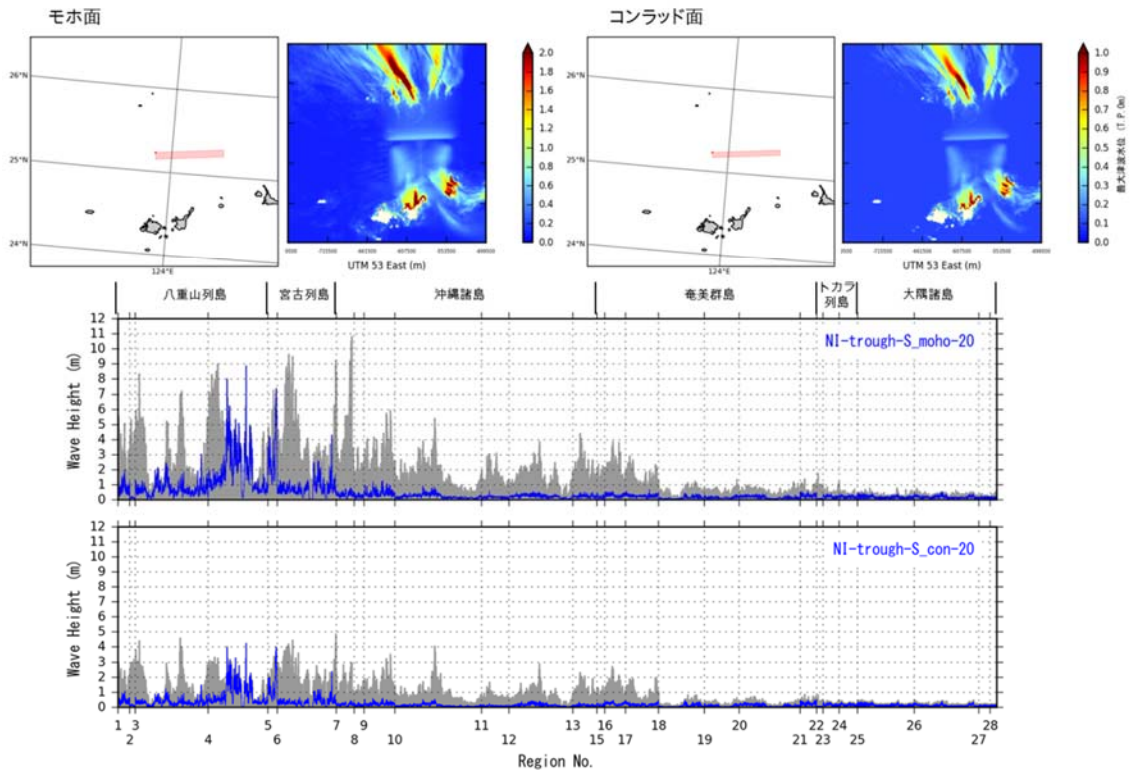 モホ面
コンラッド面
26°N
25°N
24°N
124°E
2.0
1.8
1.6
1.4
1.2
1.0
0.8
0.6
0.4
0.2
0.0
UTM 53 East (m)
26°N
25°N
24°N
124°E
1.0
0.9
0.8
0.7
0.6
0.5
0.4
0.3
0.2
0.1
0.0
最大津波水位 (T.P.0m)
UTM 53 East (m)
八重山列島 宮古列島 沖縄諸島 奄美群島 トカラ列島 大隅諸島
NI-trough-S_moho-20
Wave Height (m)
12
11
10
9
8
7
6
5
4
3
2
1
0
NI-trough-S_con-20
Wave Height (m)
12
11
10
9
8
7
6
5
4
3
2
1
0
1 3 5 7 9 11 13 16 18 20 22 24 26 28
2 4 6 8 10 12 15 17 19 21 23 25 27
Region No.